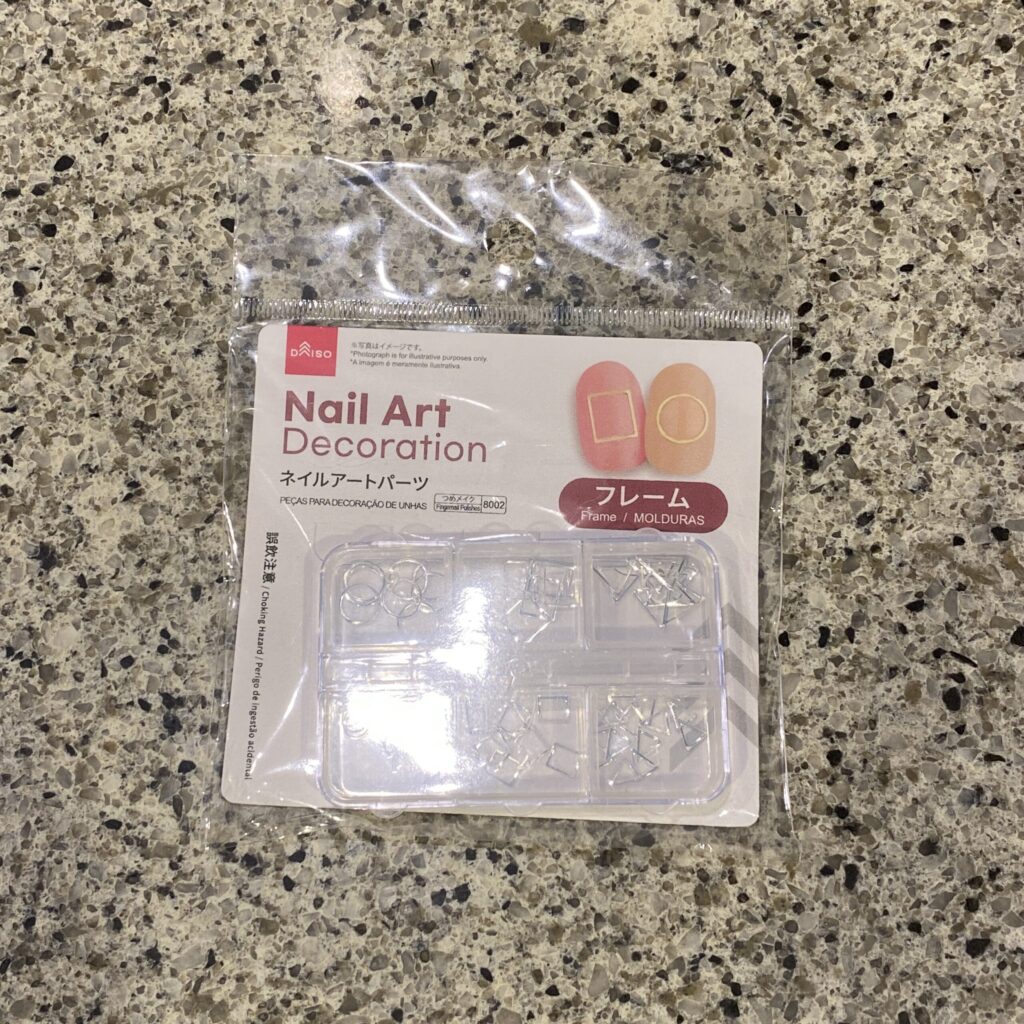 DAISO
※写真はイメージです。
*Photograph is for illustrative purposes only.
*A imagem é meramente ilustrativa.
Nail Art
Decoration
ネイルアートパーツ
PEÇAS PARA DECORAÇÃO DE UNHAS
つめメイク
Fingernail Polishes
8002
フレーム
Frame / MOLDURAS
誤飲注意 / Choking Hazard / Perigo de ingestão acidental